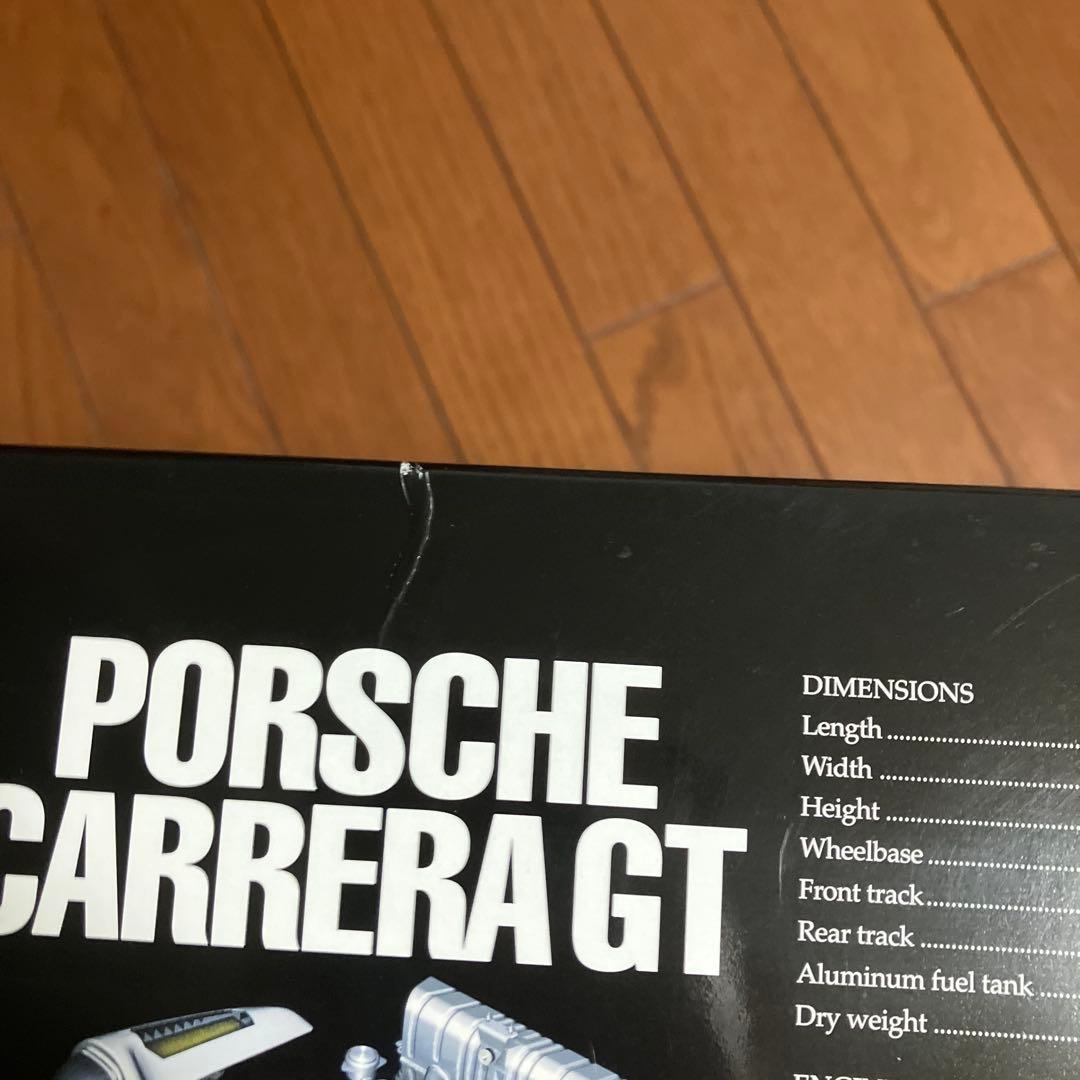 PORSCHE
CARRERA GT
DIMENSIONS
Length
Width
Height
Wheelbase
Front track
Rear track
Aluminum fuel tank
Dry weight